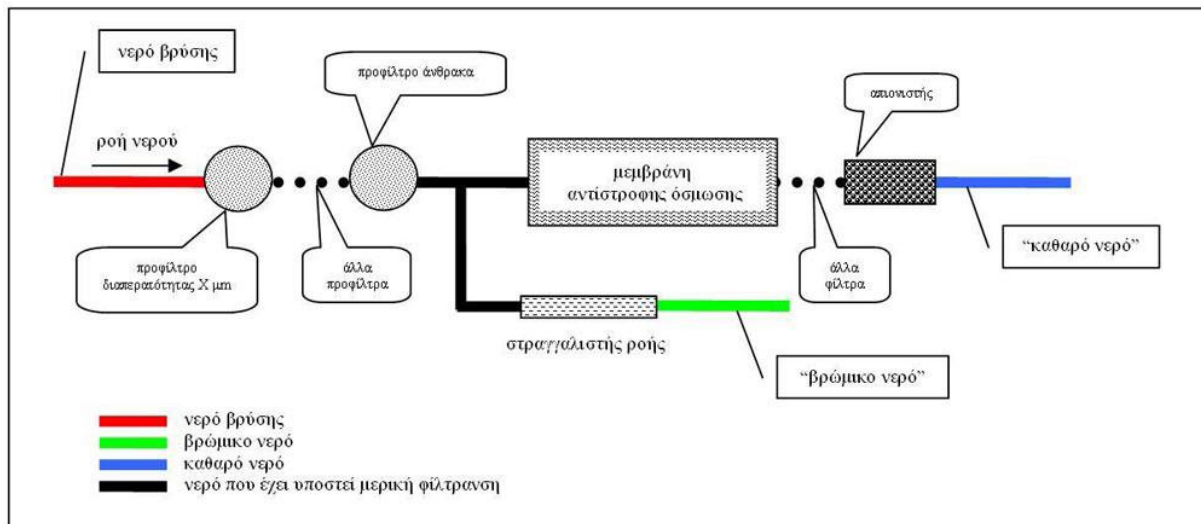 νερό βρύσης
προφίλτρο άνθρακα
απιονιστής
ροή νερού
μεμβράνη
αντίστροφης όσμωσης
“καθαρό νερό”
προφίλτρο
διαπερατότητας Χ μm
άλλα
προφίλτρα
άλλα
φίλτρα
στραγγαλιστής ροής
“βρώμικο νερό”
νερό βρύσης
βρώμικο νερό
καθαρό νερό
νερό που έχει υποστεί μερική φίλτρανση